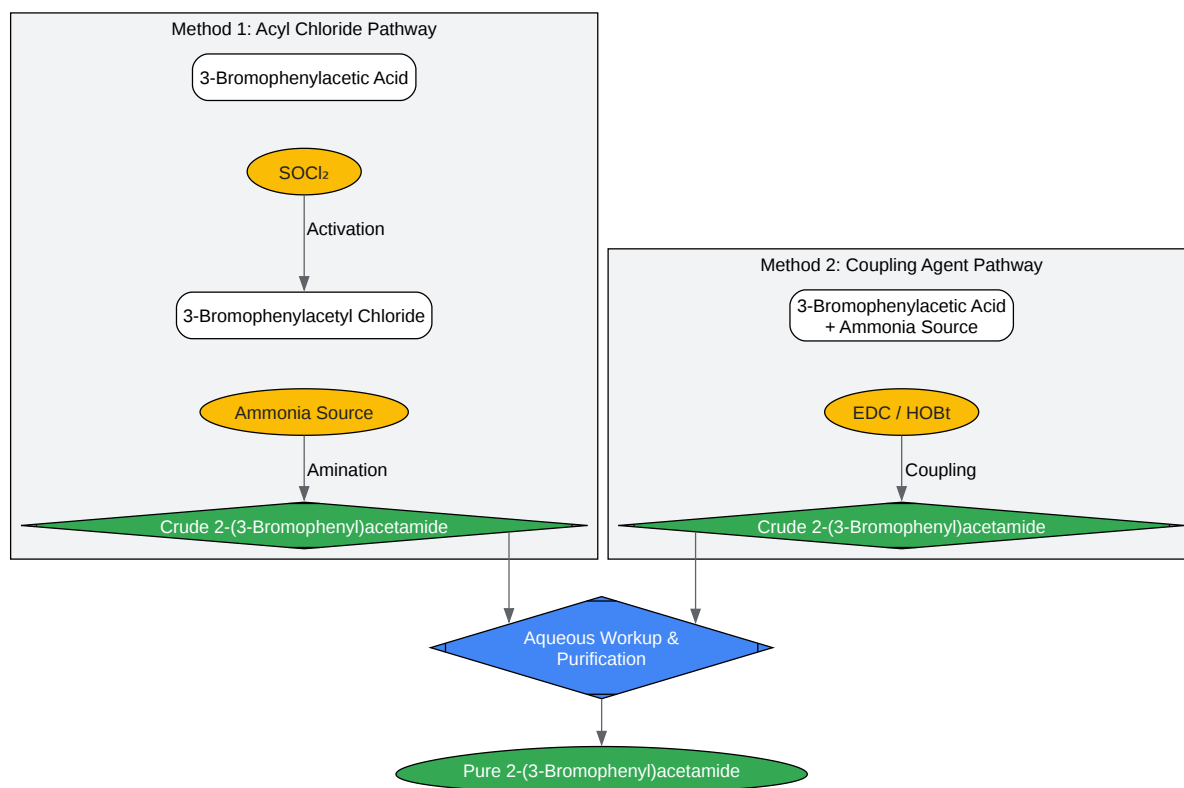 Method 1: Acyl Chloride Pathway
3-Bromophenylacetic Acid
SOCl₂
Activation
3-Bromophenylacetyl Chloride
Ammonia Source
Amination
Crude 2-(3-Bromophenyl)acetamide
Method 2: Coupling Agent Pathway
3-Bromophenylacetic Acid
+ Ammonia Source
EDC / HOBt
Coupling
Crude 2-(3-Bromophenyl)acetamide
Aqueous Workup &
Purification
Pure 2-(3-Bromophenyl)acetamide